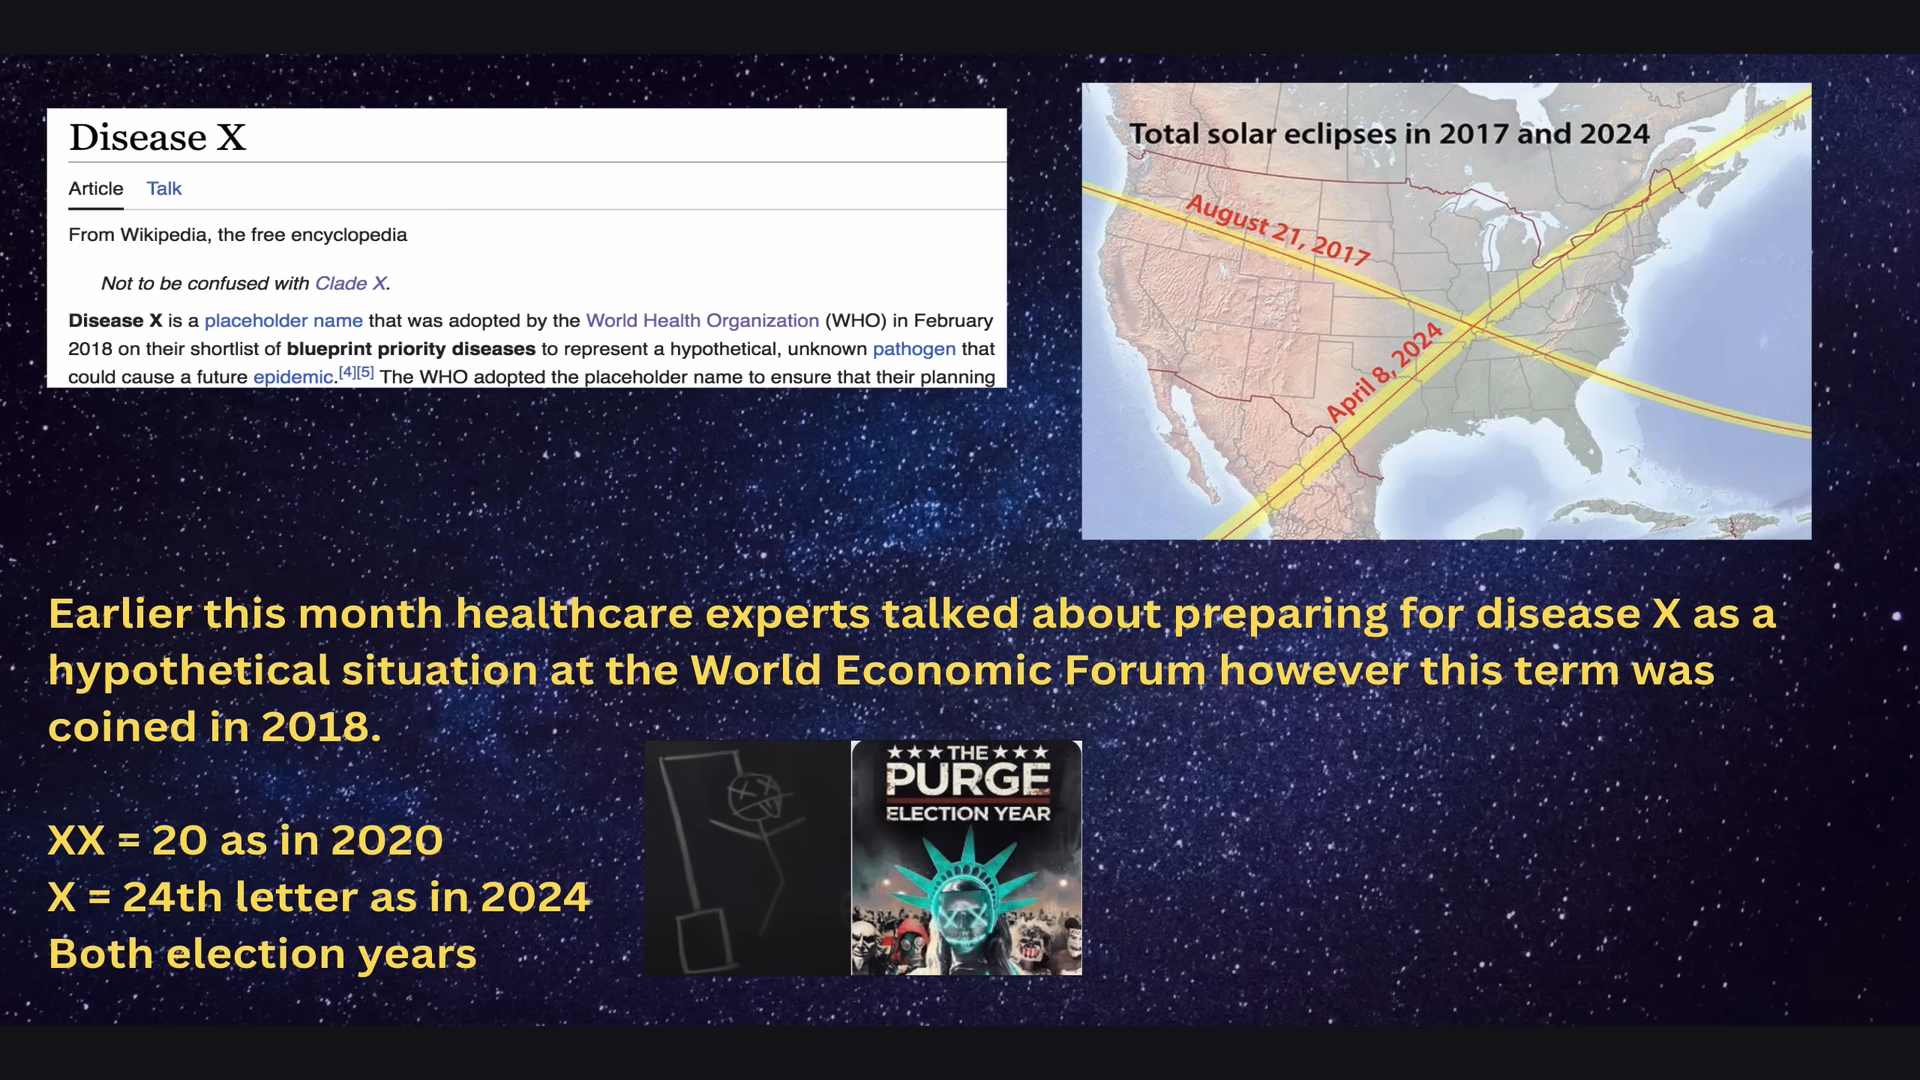 Disease X
Article Talk
From Wikipedia, the free encyclopedia
Not to be confused with Clade X.
Disease X is a placeholder name that was adopted by the World Health Organization (WHO) in February
2018 on their shortlist of blueprint priority diseases to represent a hypothetical, unknown pathogen that
could cause a future epidemic.[4][5] The WHO adopted the placeholder name to ensure that their planning
Total solar eclipses in 2017 and 2024
August 21, 2017
April 8, 2024
Earlier this month healthcare experts talked about preparing for disease X as a
hypothetical situation at the World Economic Forum however this term was
coined in 2018.
XX = 20 as in 2020
X = 24th letter as in 2024
Both election years
THE
PURGE
ELECTION YEAR